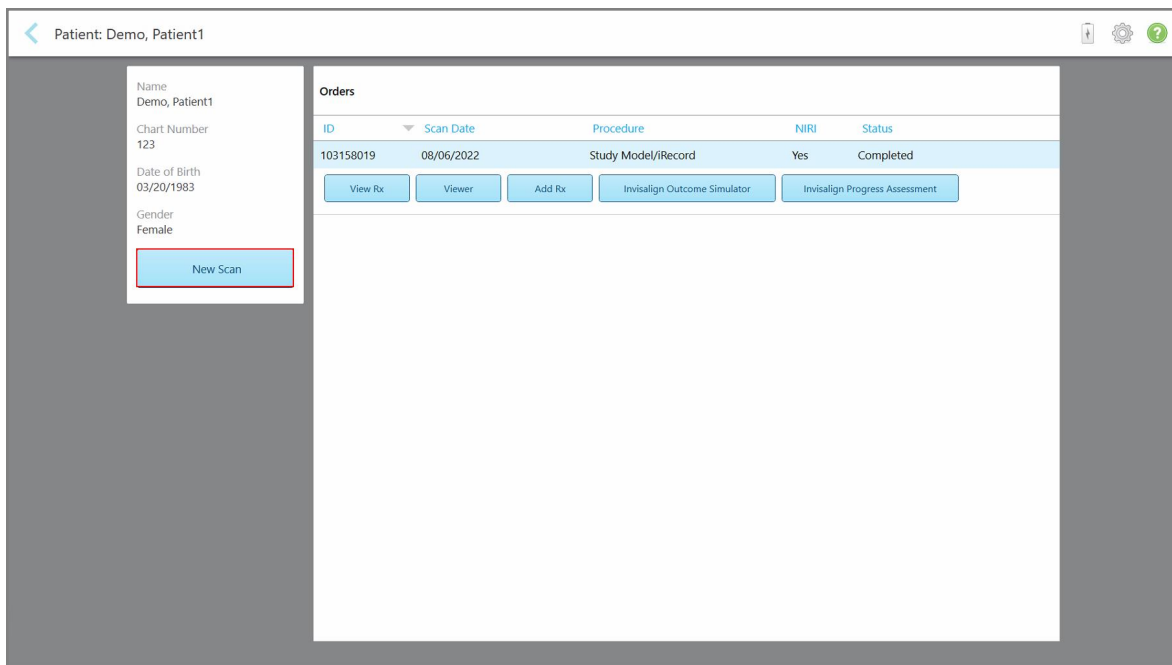 Patient: Demo, Patient1
?
Name
Demo, Patient1
Chart Number
123
Date of Birth
03/20/1983
Gender
Female
New Scan
Orders
ID Scan Date Procedure NIRI Status
103158019 08/06/2022 Study Model/iRecord Yes Completed
View Rx Viewer Add Rx Invisalign Outcome Simulator Invisalign Progress Assessment